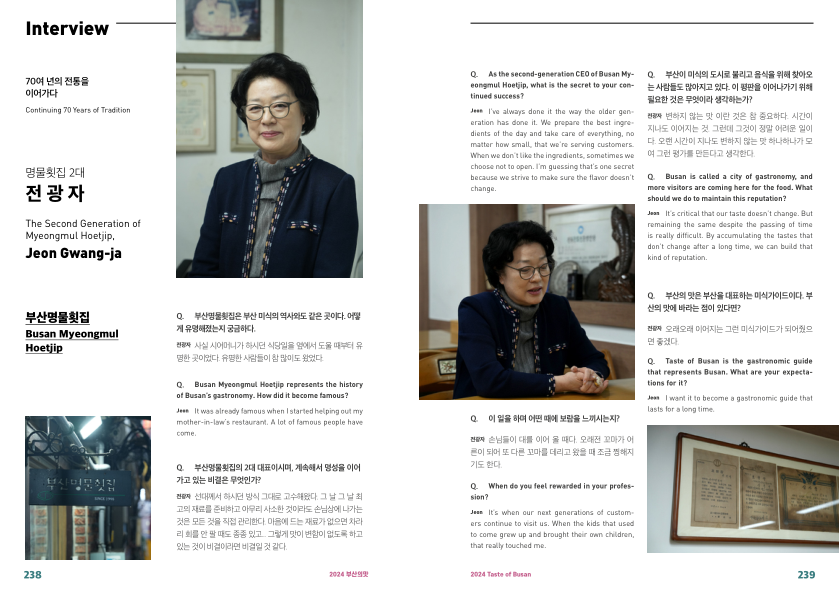 Interview
70여 년의 전통을
이어가다
Continuing 70 Years of Tradition
명물횟집 2대
전 광 자
The Second Generation of
Myeongmul Hoetjip,
Jeon Gwang-ja
부산명물횟집
Busan Myeongmul
Hoetjip
부산명물횟집
Q. 부산명물횟집은 부산 미식의 역사와도 같은 곳이다. 어떻
게 유명해졌는지 궁금하다.
전광자 사실 시어머니가 하시던 식당일을 옆에서 도울 때부터 유
명한 곳이었다. 유명한 사람들이 참 많이도 왔었다.
Q. Busan Myeongmul Hoetjip represents the history
of Busan's gastronomy. How did it become famous?
Jeon It was already famous when I started helping out my
mother-in-law's restaurant. A lot of famous people have
come.
Q. 부산명물횟집의 2대 대표이시며, 계속해서 명성을 이어
가고 있는 비결은 무엇인가?
전광자 선대께서 하시던 방식 그대로 고수해왔다. 그 날 그 날 최
고의 재료를 준비하고 아무리 사소한 것이라도 손님상에 나가는
것은 모든 것을 직접 관리한다. 마음에 드는 재료가 없으면 차라
리 회를 안 팔 때도 종종 있고... 그렇게 맛이 변함이 없도록 하고
있는 것이 비결이라면 비결일 것 같다.
238
2024 부산의맛
Q. As the second-generation CEO of Busan My-
eongmul Hoetjip, what is the secret to your con-
tinued success?
Jeon I've always done it the way the older gen-
eration has done it. We prepare the best ingre-
dients of the day and take care of everything, no
matter how small, that we're serving customers.
When we don't like the ingredients, sometimes we
choose not to open. I'm guessing that's one secret
because we strive to make sure the flavor doesn't
change.
Q. 이 일을 하며 어떤 때에 보람을 느끼시는지?
전광자 손님들이 대를 이어 올 때다. 오래전 꼬마가 어
른이 되어 또 다른 꼬마를 데리고 왔을 때 조금 찡해지
기도 한다.
Q. When do you feel rewarded in your profes-
sion?
Jeon It's when our next generations of custom-
ers continue to visit us. When the kids that used
to come grew up and brought their own children,
that really touched me.
Q. 부산이 미식의 도시로 불리고 음식을 위해 찾아오
는 사람들도 많아지고 있다. 이 평판을 이어나가기 위해
필요한 것은 무엇이라 생각하는가?
전광자 변하지 않는 맛 이란 것은 참 중요하다. 시간이
지나도 이어지는 것. 그런데 그것이 정말 어려운 일이
다. 오랜 시간이 지나도 변하지 않는 맛 하나하나가 모
여 그런 평가를 만든다고 생각한다.
Q. Busan is called a city of gastronomy, and
more visitors are coming here for the food. What
should we do to maintain this reputation?
Jeon It's critical that our taste doesn't change. But
remaining the same despite the passing of time
is really difficult. By accumulating the tastes that
don't change after a long time, we can build that
kind of reputation.
Q. 부산의 맛은 부산을 대표하는 미식가이드이다. 부
산의 맛에 바라는 점이 있다면?
전광자 오래오래 이어지는 그런 미식가이드가 되어줬으
면 좋겠다.
Q. Taste of Busan is the gastronomic guide
that represents Busan. What are your expecta-
tions for it?
Jeon I want it to become a gastronomic guide that
lasts for a long time.
2024 Taste of Busan
239